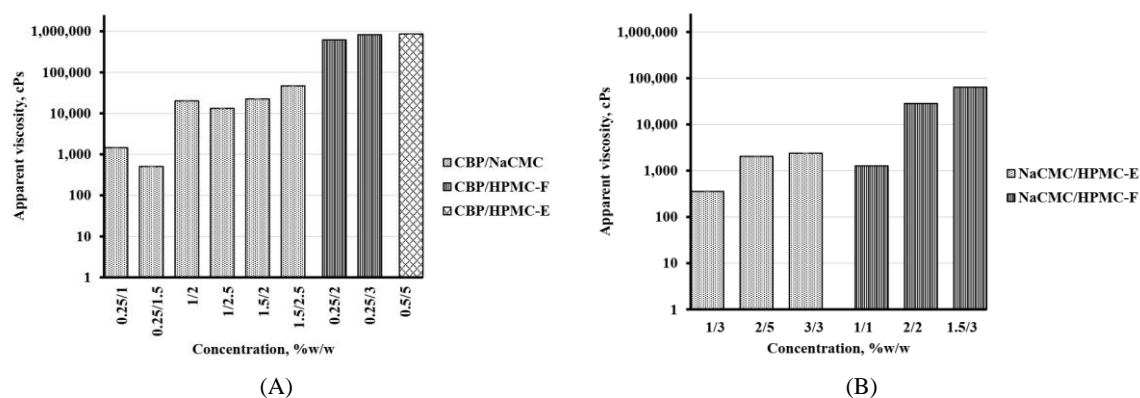 1,000,000
100,000
10,000
1,000
100
10
1
Apparent viscosity, cPs
0.25/1
0.25/1.5
1/2
1/2.5
1.5/2
1.5/2.5
0.25/2
0.25/3
0.5/5
Concentration, %w/w
CBP/NaCMC
CBP/HPMC-F
CBP/HPMC-E
(A)
1,000,000
100,000
10,000
1,000
100
10
1
Apparent viscosity, cPs
1/3
2/5
3/3
1/1
2/2
1.5/3
Concentration, %w/w
NaCMC/HPMC-E
NaCMC/HPMC-F
(B)